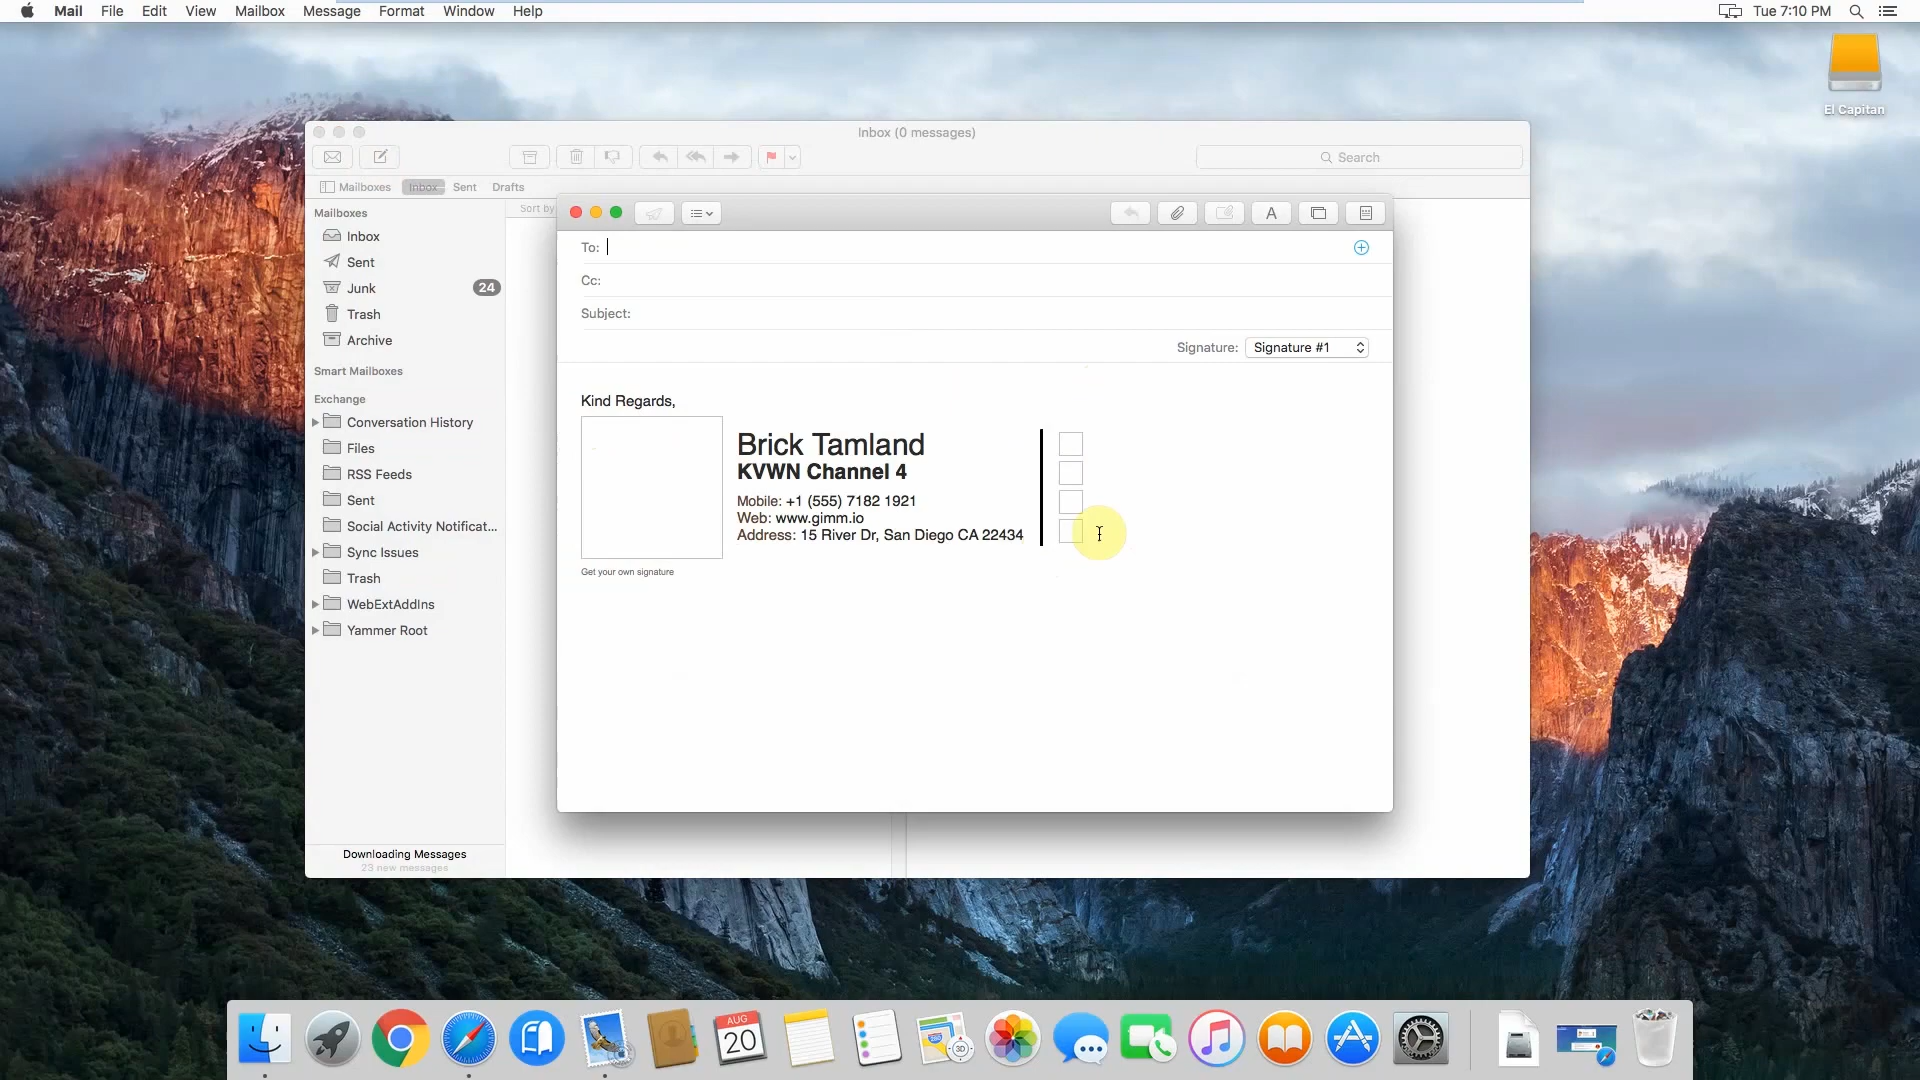 Mail File Edit View Mailbox Message Format Window Help Tue 7:10 PM
El Capitan
Inbox (0 messages)
Search
Mailboxes Inbox Sent Drafts
Sort by
Mailboxes
Inbox
Sent
Junk 24
Trash
Archive
Smart Mailboxes
Exchange
Conversation History
Files
RSS Feeds
Sent
Social Activity Notificat...
Sync Issues
Trash
WebExtAddIns
Yammer Root
Downloading Messages
23 new messages
To:
Cc:
Subject:
Signature: Signature #1
Kind Regards,
Brick Tamland
KVWN Channel 4
Mobile: +1 (555) 7182 1921
Web: www.gimm.io
Address: 15 River Dr, San Diego CA 22434
Get your own signature
A
AUG
20
3D